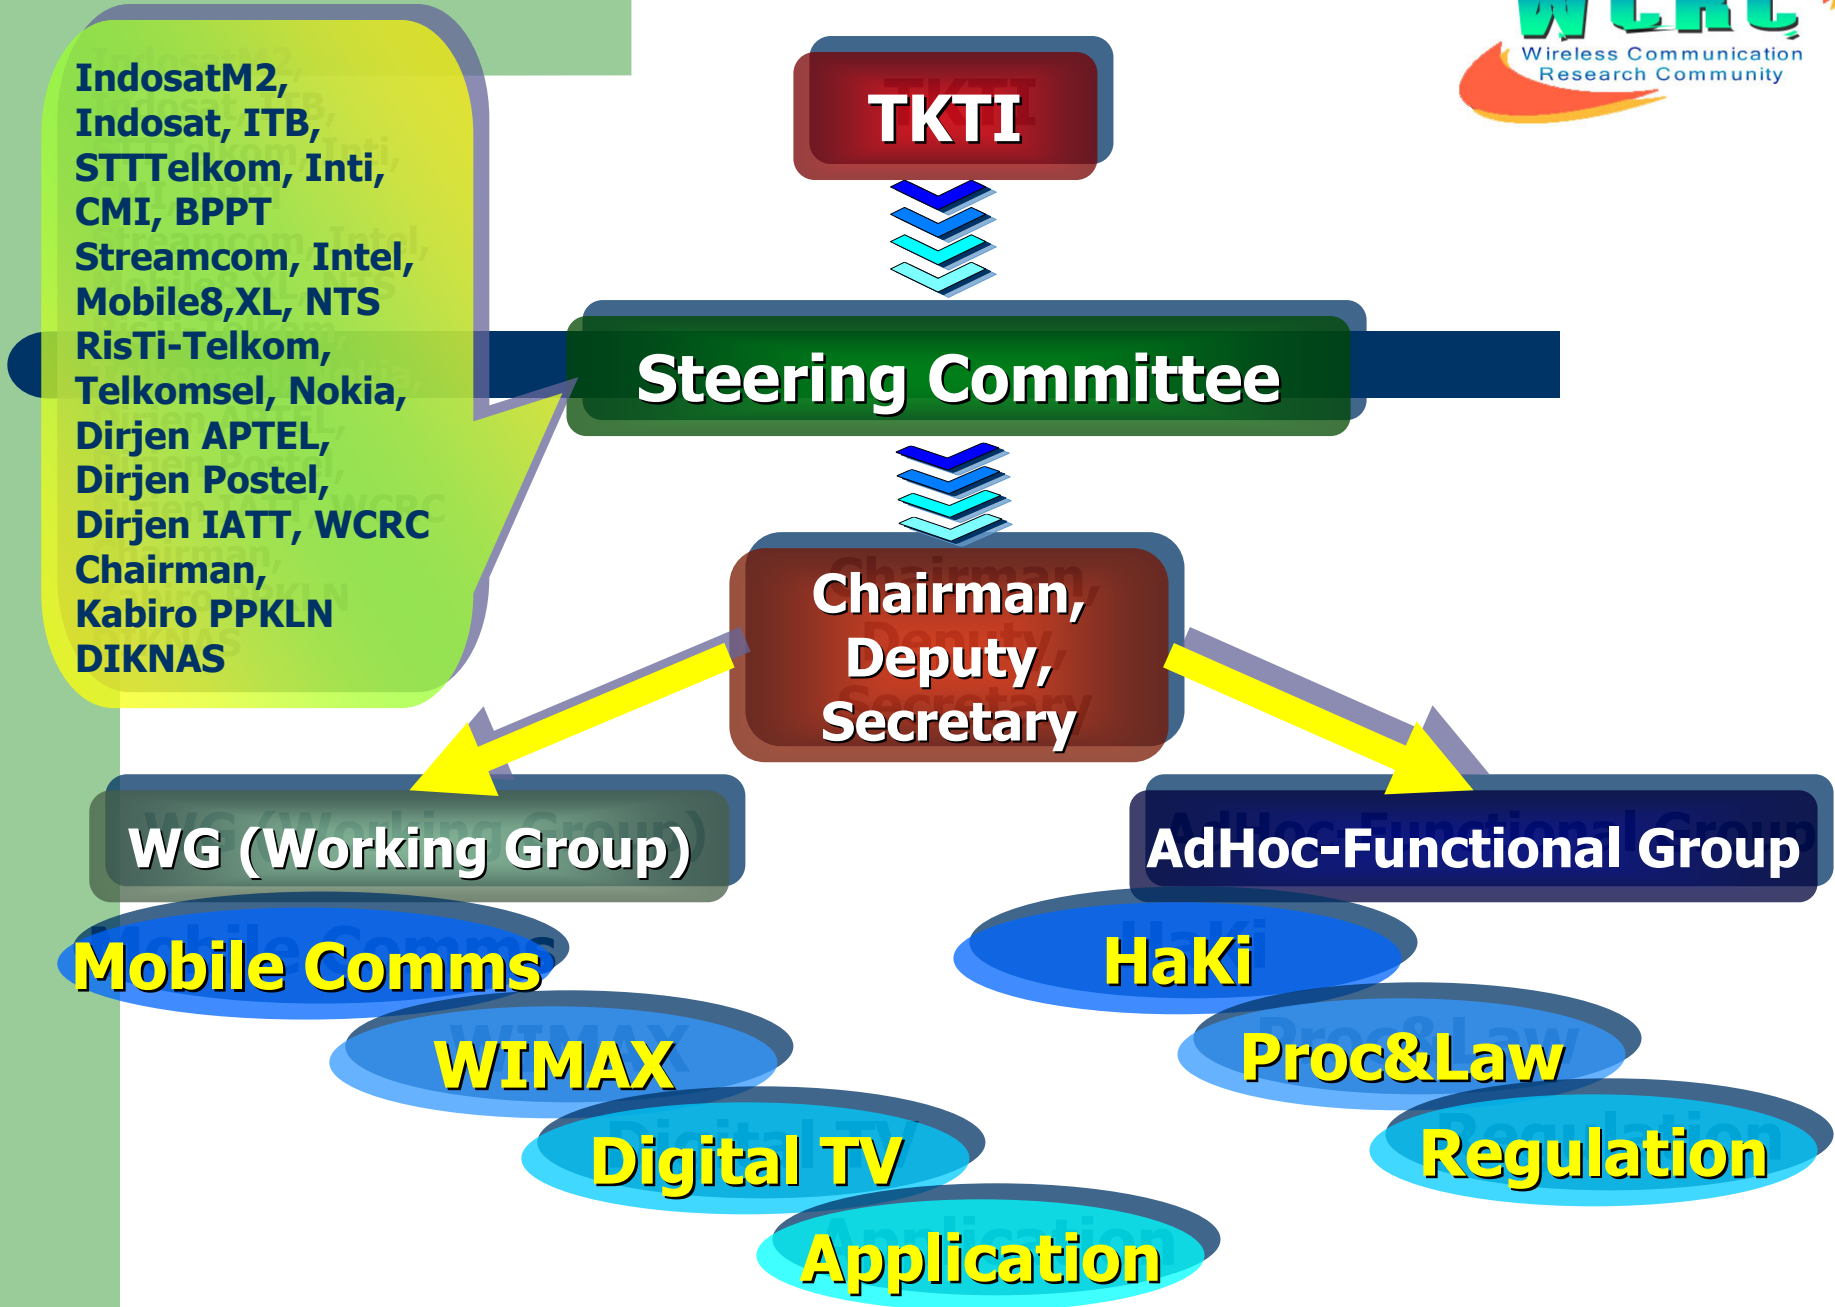 WCRC
Wireless Communication
Research Community
IndosatM2,
Indosat, ITB,
STTTelkom, Inti,
CMI, BPPT
Streamcom, Intel,
Mobile8,XL, NTS
RisTi-Telkom,
Telkomsel, Nokia,
Dirjen APTEL,
Dirjen Postel,
Dirjen IATT, WCRC
Chairman,
Kabiro PPKLN
DIKNAS
TKTI
Steering Committee
Chairman,
Deputy,
Secretary
WG (Working Group)
Mobile Comms
WIMAX
Digital TV
Application
AdHoc-Functional Group
HaKi
Proc&Law
Regulation